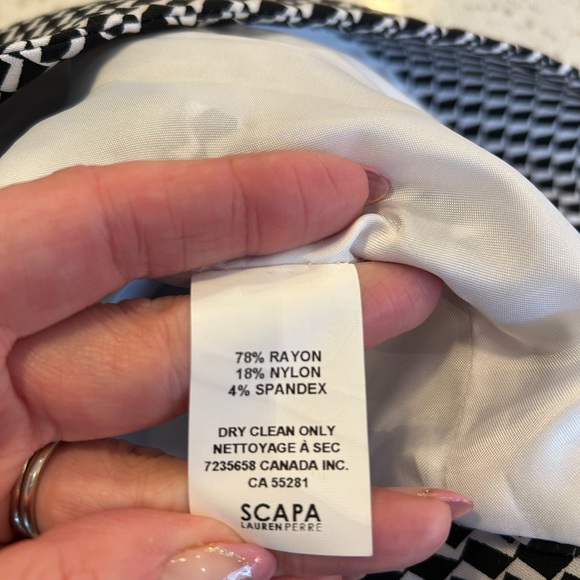 78% RAYON
18% NYLON
4% SPANDEX
DRY CLEAN ONLY
NETTOYAGE À SEC
7235658 CANADA INC.
CA 55281
SCAPA
LAUREN PERRE